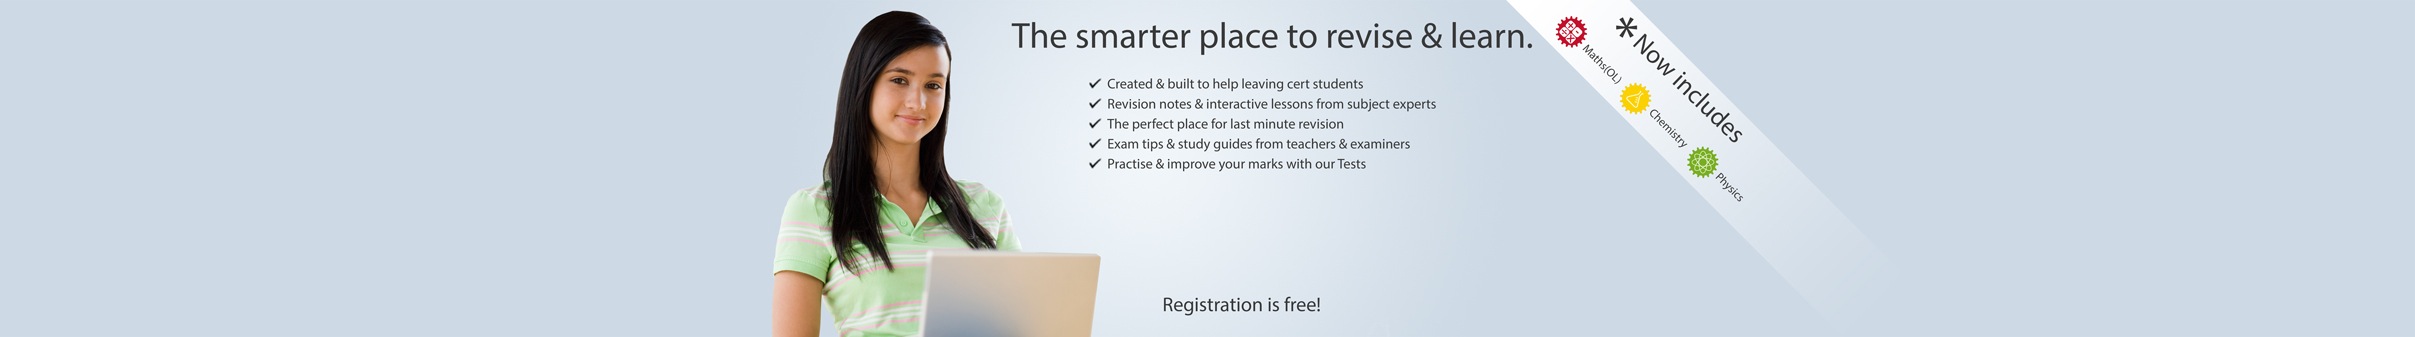 The smarter place to revise & learn.
Created & built to help leaving cert students
Revision notes & interactive lessons from subject experts
The perfect place for last minute revision
Exam tips & study guides from teachers & examiners
Practise & improve your marks with our Tests
Registration is free!
*Now includes
Maths(OL)
Chemistry
Physics